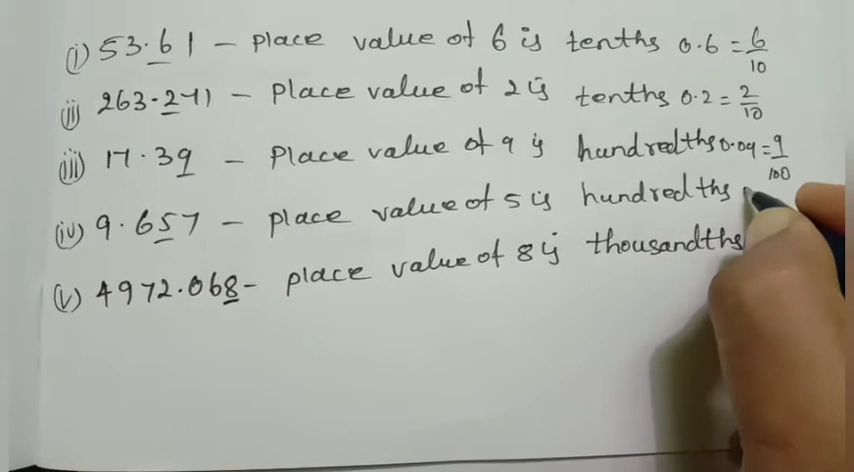 (i) 53.61 - place value of 6 is tenths 0.6 = 6/10
(ii) 263.241 - place value of 2 is tenths 0.2 = 2/10
(iii) 17.39 - place value of 9 is hundredths 0.09 = 9/100
(iv) 9.657 - place value of 5 is hundredths
(v) 4972.068 - place value of 8 is thousandths